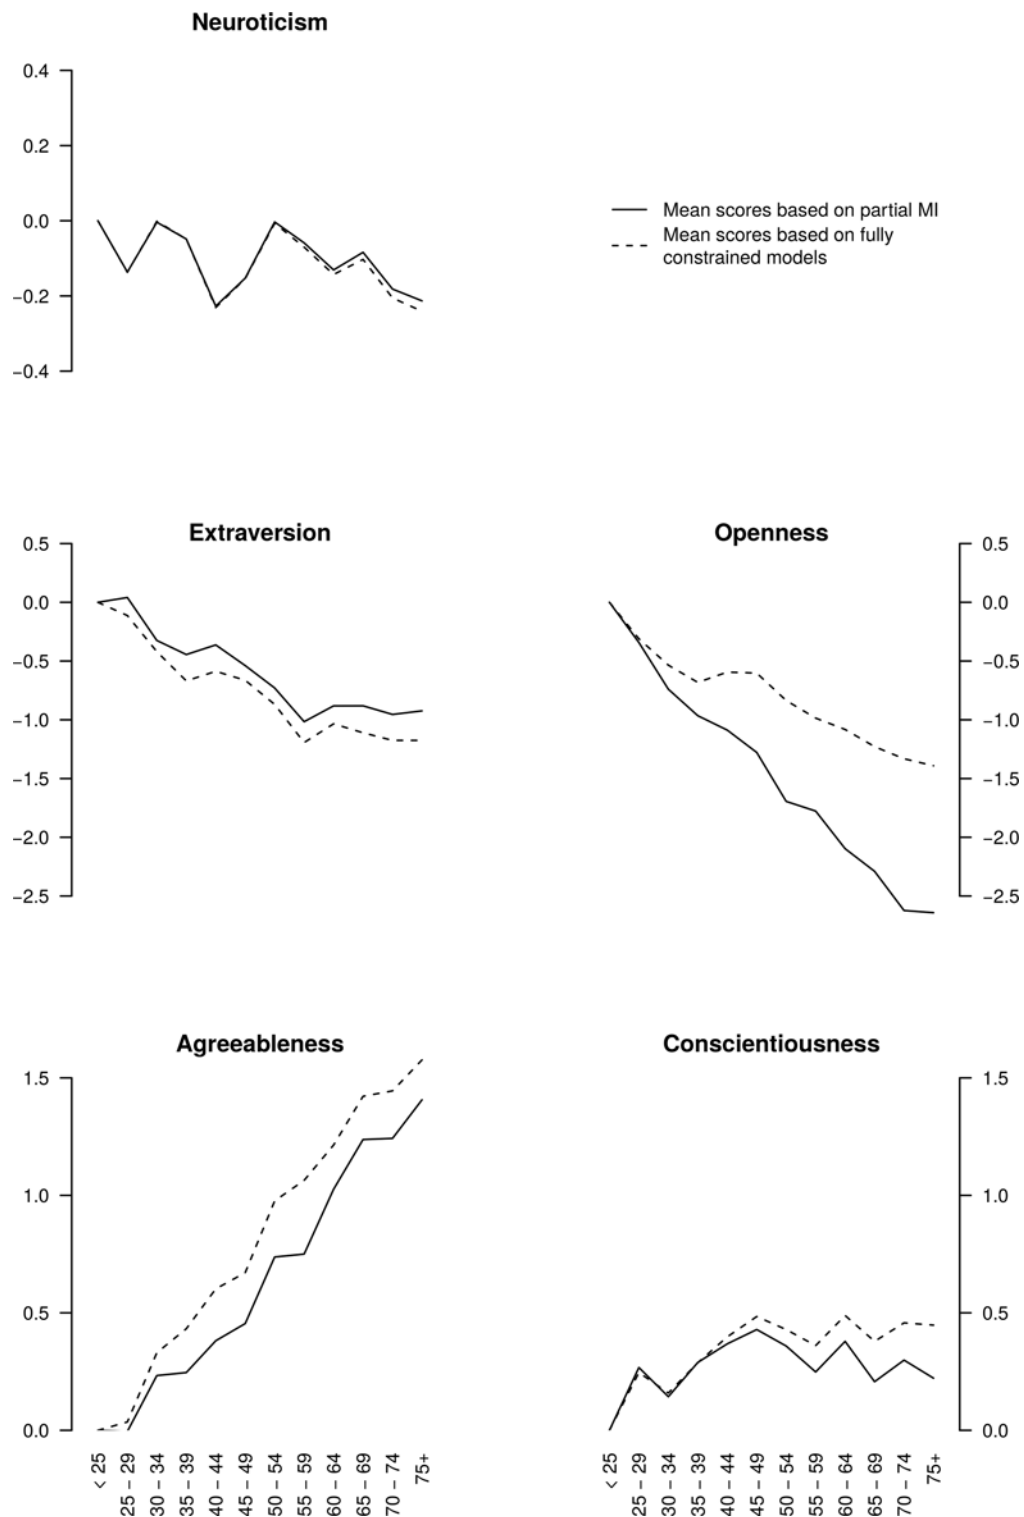 Neuroticism
0.4
0.2
0.0
−0.2
−0.4
Mean scores based on partial MI
Mean scores based on fully
constrained models
Extraversion
0.5
0.0
−0.5
−1.0
−1.5
−2.0
−2.5
Openness
0.5
0.0
−0.5
−1.0
−1.5
−2.0
−2.5
Agreeableness
1.5
1.0
0.5
0.0
< 25
25 − 29
30 − 34
35 − 39
40 − 44
45 − 49
50 − 54
55 − 59
60 − 64
65 − 69
70 − 74
75+
Conscientiousness
1.5
1.0
0.5
0.0
< 25
25 − 29
30 − 34
35 − 39
40 − 44
45 − 49
50 − 54
55 − 59
60 − 64
65 − 69
70 − 74
75+